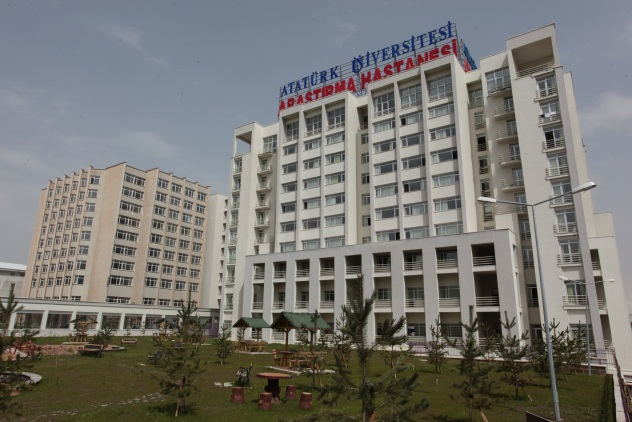 ATATÜRK ÜNİVERSİTESİ
ARAŞTIRMA HASTANESİ